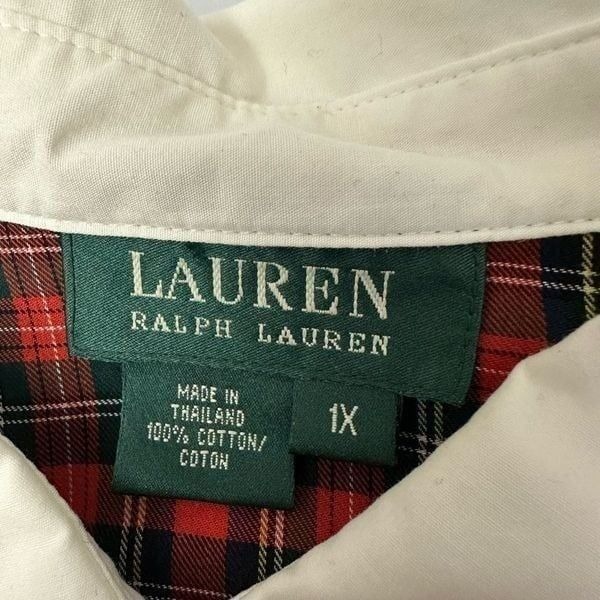 LAUREN
RALPH LAUREN
MADE IN
THAILAND
100% COTTON/
COTON
1X